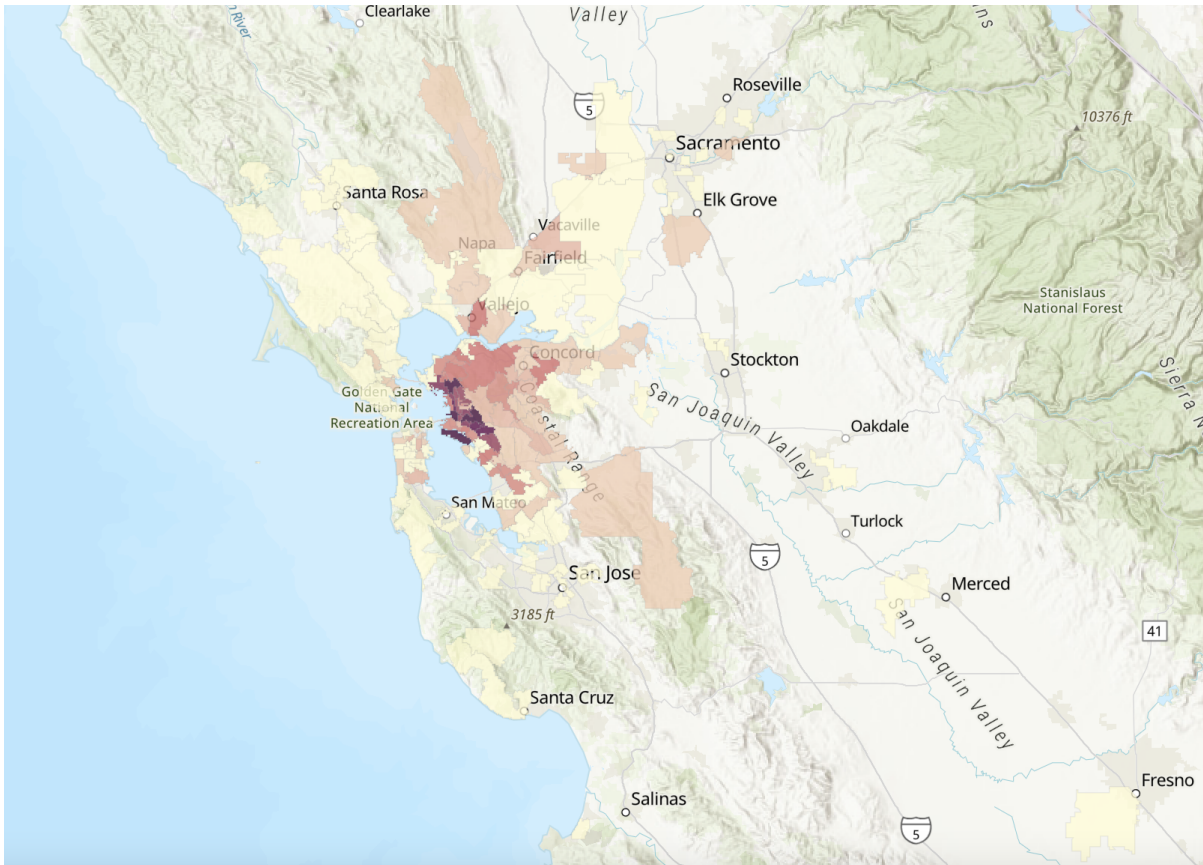 Clearlake
River
Valley
Roseville
5
10376 ft
Sacramento
Santa Rosa
Elk Grove
Vacaville
Napa
Fairfield
Stanislaus
National Forest
Vallejo
Concord
Stockton
Golden Gate
National
Recreation Area
Coastal Range
San Joaquin Valley
Oakdale
San Mateo
Turlock
5
San Jose
Merced
3185 ft
41
San Joaquin Valley
Santa Cruz
Fresno
Salinas
5